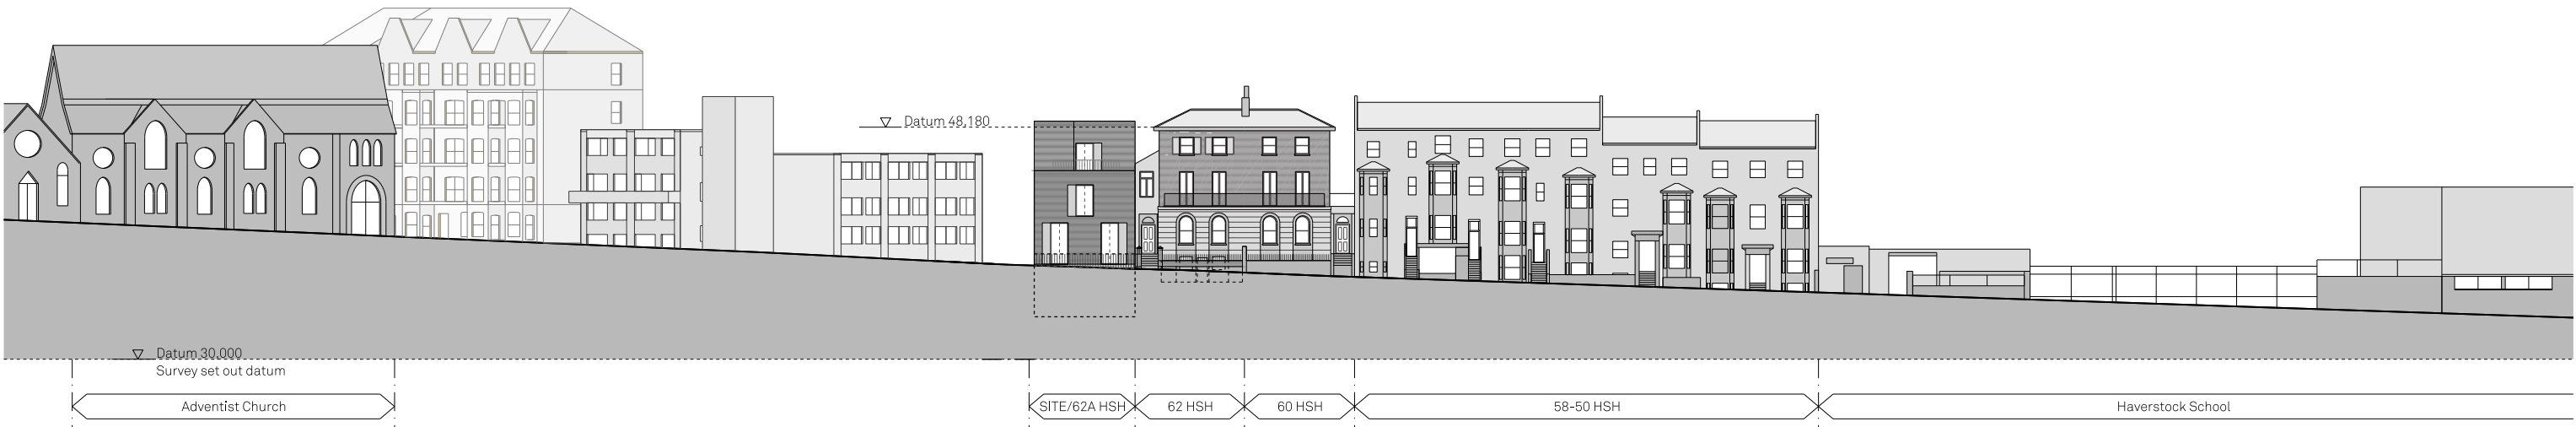 Datum 48,180
Datum 30,000
Survey set out datum
Adventist Church
SITE/62A HSH
62 HSH
60 HSH
58-50 HSH
Haverstock School